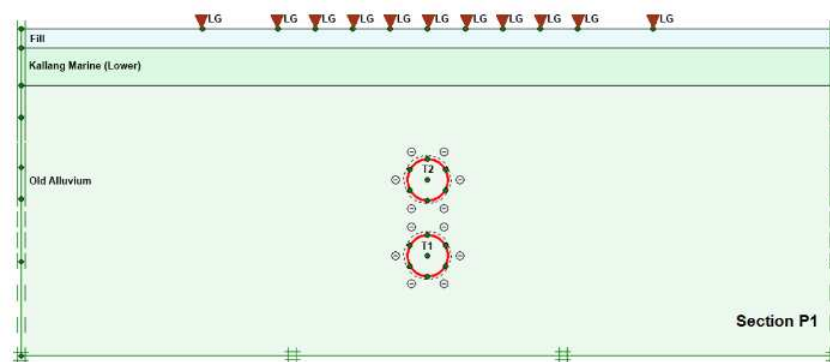 LG LG LG LG LG LG LG LG LG LG LG
Fill
Kallang Marine (Lower)
T2
Old Alluvium
T1
Section P1